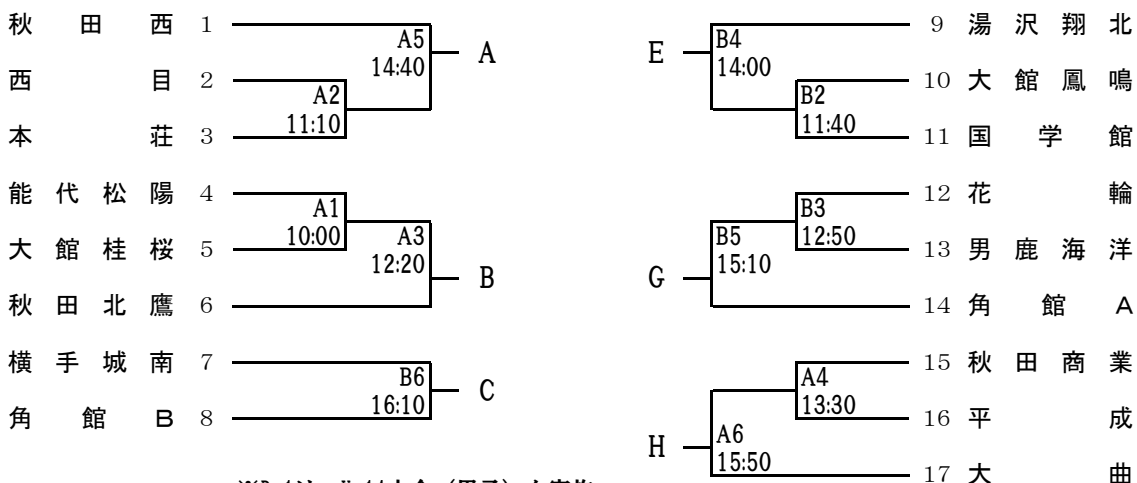 秋田西 1
西目 2
本荘 3
能代松陽 4
大館桂桜 5
秋田北鷹 6
横手城南 7
角館B 8
A5
14:40
A
A2
11:10
A1
10:00
A3
12:20
B
B6
16:10
C
E
B4
14:00
B2
11:40
B3
12:50
B5
15:10
G
A4
13:30
A6
15:50
H
9 湯沢翔北
10 大館鳳鳴
11 国学館
12 花輪
13 男鹿海洋
14 角館A
15 秋田商業
16 平成
17 大曲